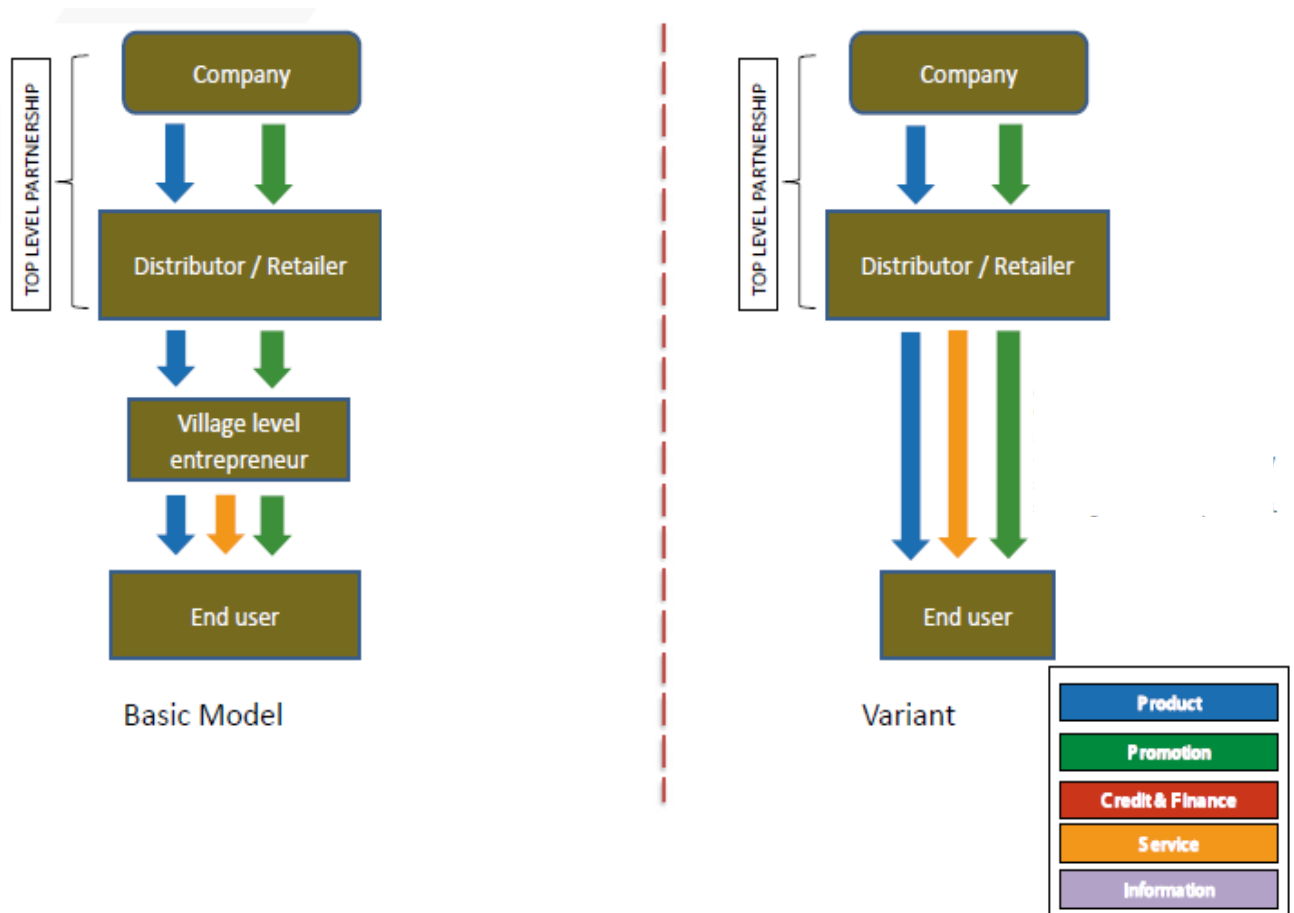 TOP LEVEL PARTNERSHIP
Company
Distributor / Retailer
Village level
entrepreneur
End user
Basic Model
TOP LEVEL PARTNERSHIP
Company
Distributor / Retailer
End user
Variant
Product
Promotion
Credit & Finance
Service
Information